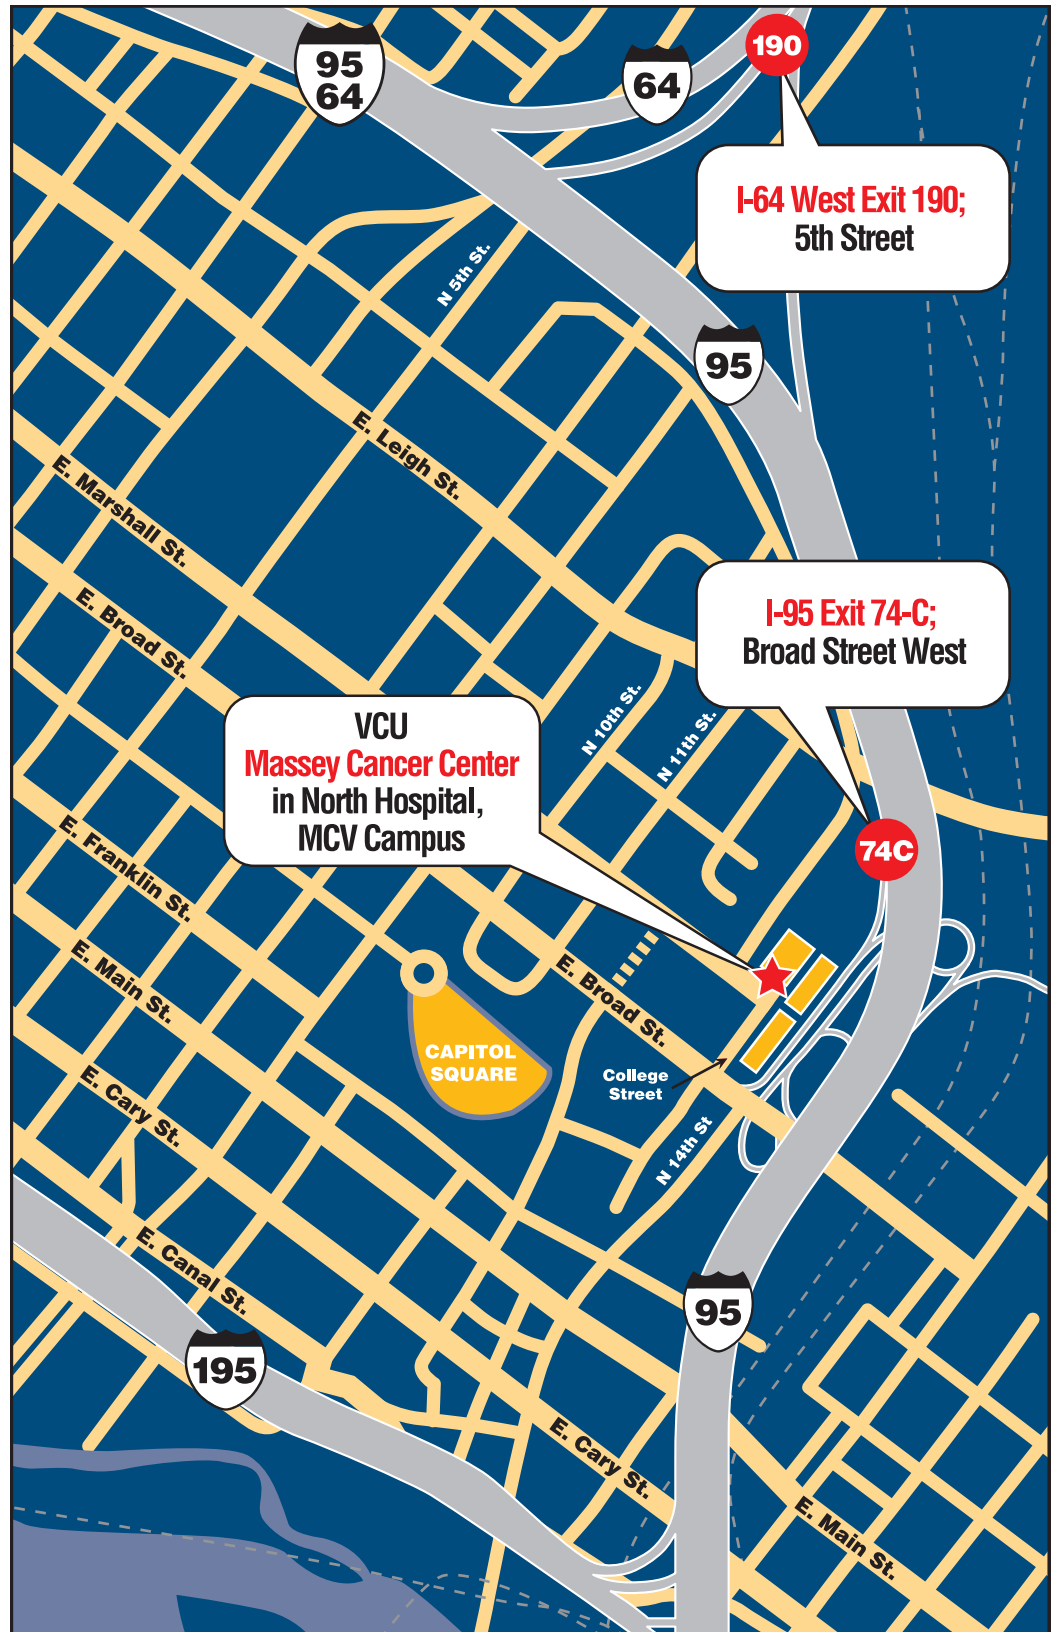 95
64
64
190
I-64 West Exit 190;
5th Street
N 5th St.
95
E. Leigh St.
E. Marshall St.
I-95 Exit 74-C;
Broad Street West
E. Broad St.
N 10th St.
N 11th St.
VCU
Massey Cancer Center
in North Hospital,
MCV Campus
74C
E. Franklin St.
E. Main St.
E. Broad St.
CAPITOL
SQUARE
College
Street
E. Cary St.
N 14th St
E. Canal St.
95
195
E. Cary St.
E. Main St.